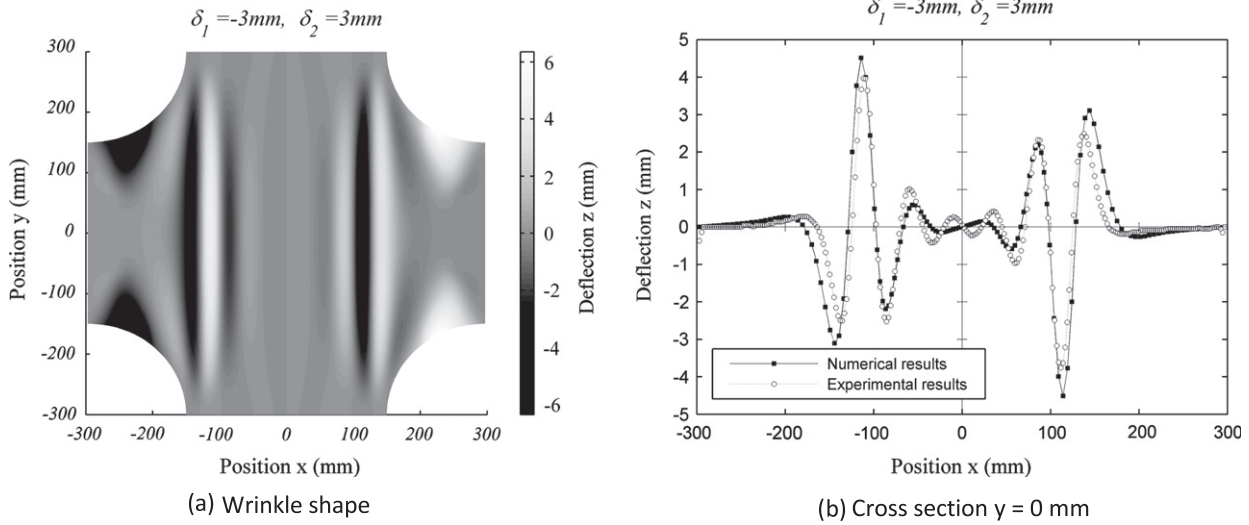 δ1 =-3mm, δ2 =3mm
300
200
100
0
-100
-200
-300
Position y (mm)
-300 -200 -100 0 100 200 300
Position x (mm)
6
4
2
0
-2
-4
-6
Deflection z (mm)
(a) Wrinkle shape
δ1 =-3mm, δ2 =3mm
5
4
3
2
1
0
-1
-2
-3
-4
-5
Deflection z (mm)
Numerical results
Experimental results
-300 -200 -100 0 100 200 300
Position x (mm)
(b) Cross section y = 0 mm